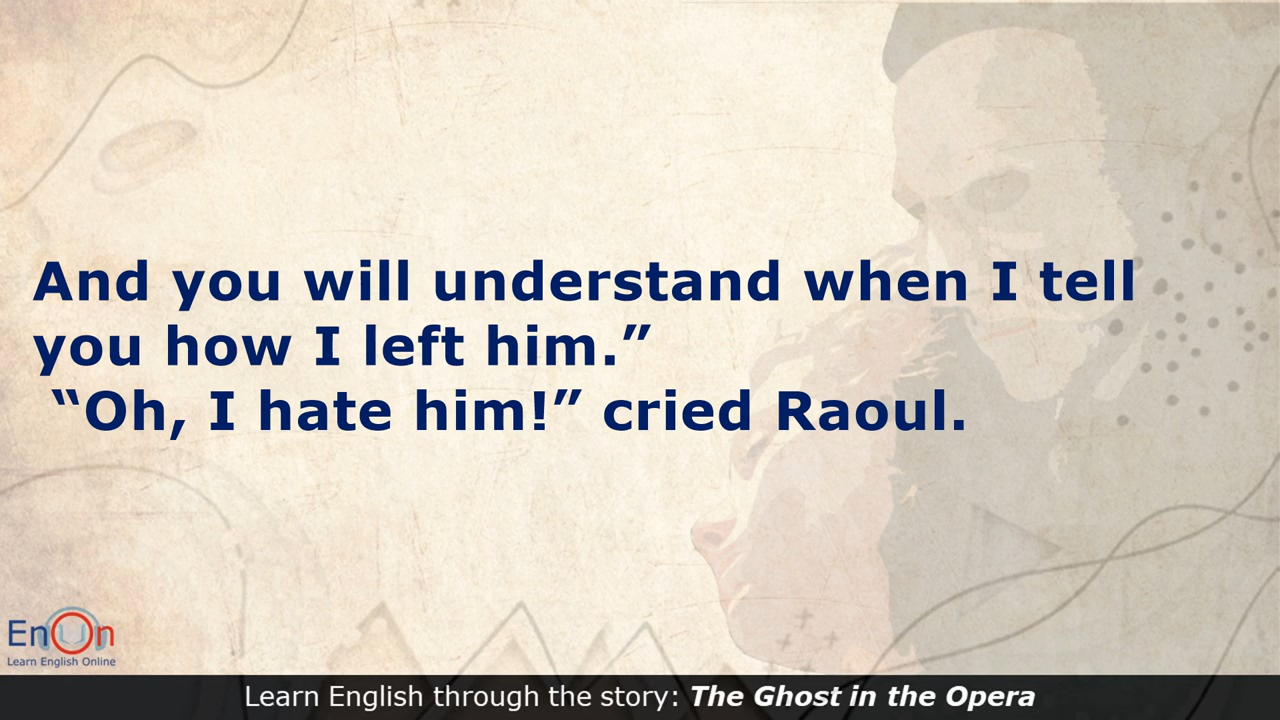 And you will understand when I tell
you how I left him.”
“Oh, I hate him!” cried Raoul.
EnOn
Learn English Online
Learn English through the story: The Ghost in the Opera